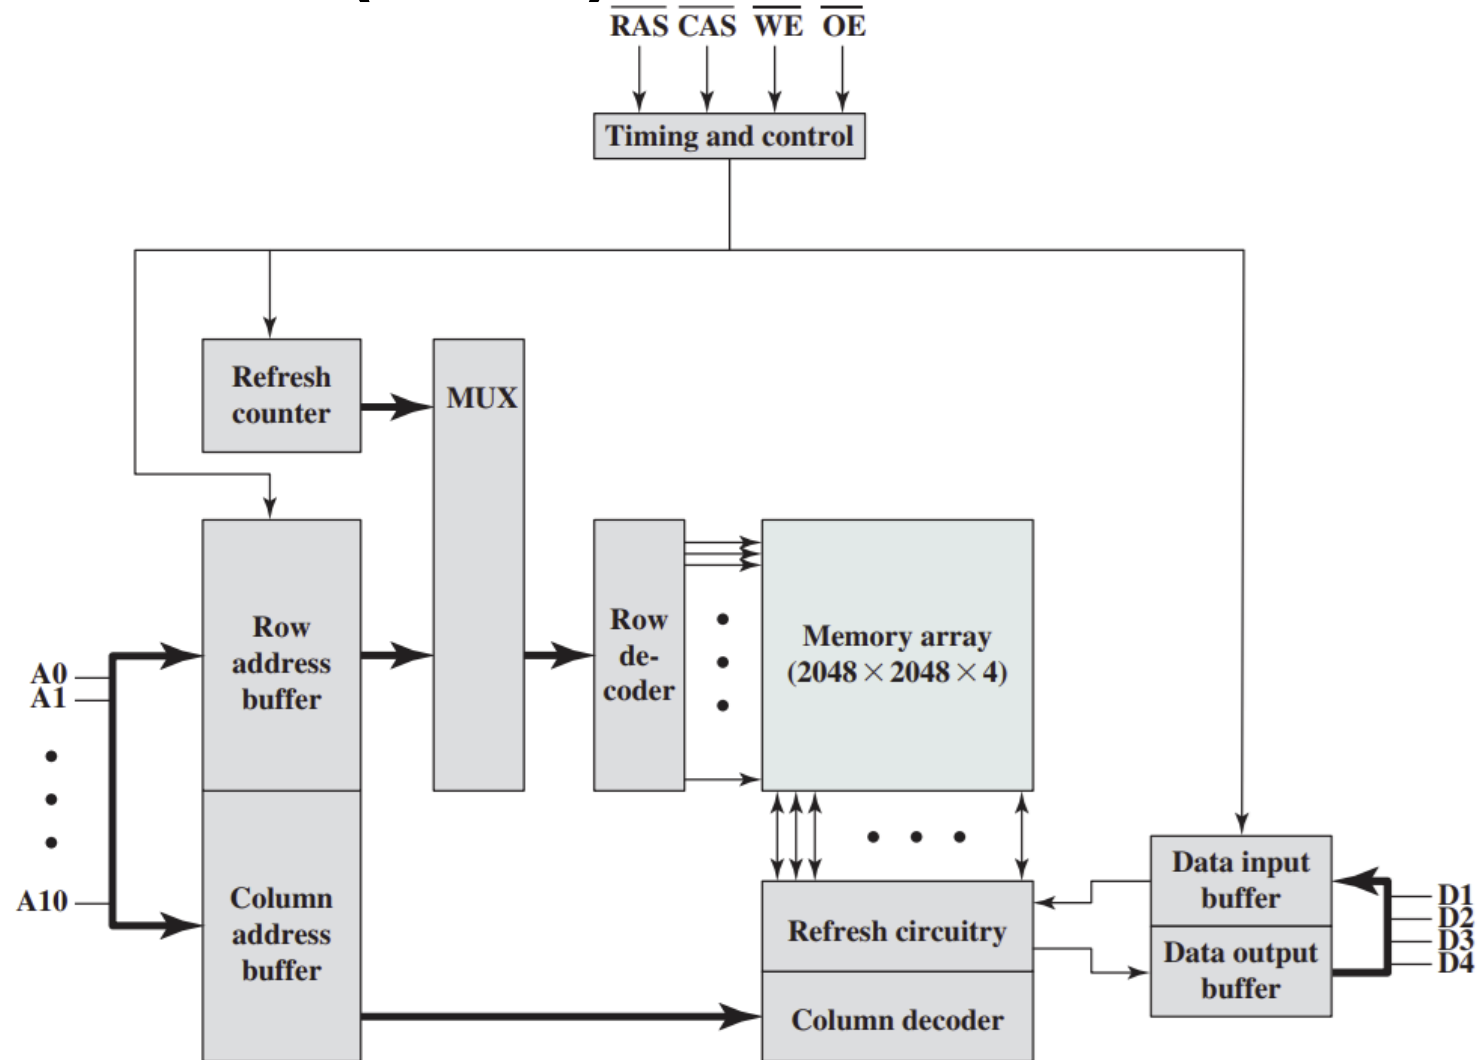 RAS CAS WE OE
Timing and control
Refresh
counter
MUX
Row
address
buffer
Row
de-
coder
Memory array
(2048 × 2048 × 4)
A0
A1
A10
Column
address
buffer
Refresh circuitry
Column decoder
Data input
buffer
Data output
buffer
D1
D2
D3
D4